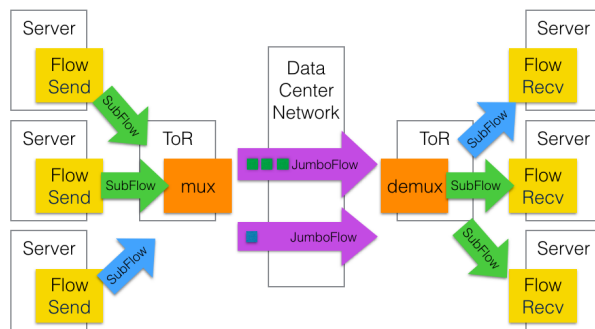 Server
Flow
Send
SubFlow
Server
Flow
Send
SubFlow
Server
Flow
Send
SubFlow
ToR
mux
Data
Center
Network
JumboFlow
JumboFlow
ToR
demux
SubFlow
SubFlow
SubFlow
Server
Flow
Recv
Server
Flow
Recv
Server
Flow
Recv